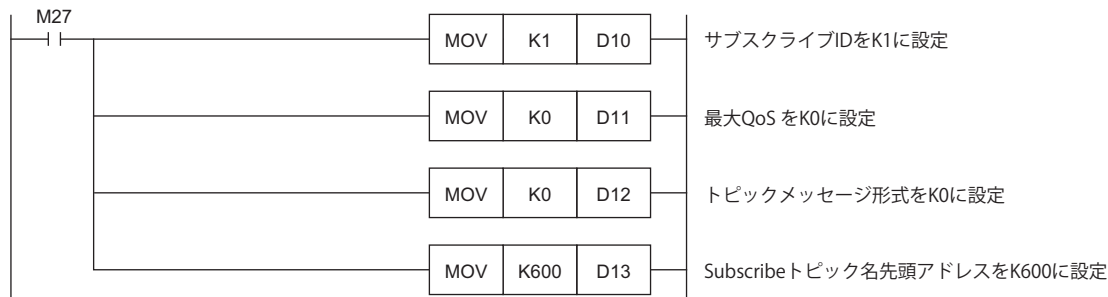 M27
MOV K1 D10 サブスクライブIDをK1に設定
MOV K0 D11 最大QoS をK0に設定
MOV K0 D12 トピックメッセージ形式をK0に設定
MOV K600 D13 Subscribeトピック名先頭アドレスをK600に設定